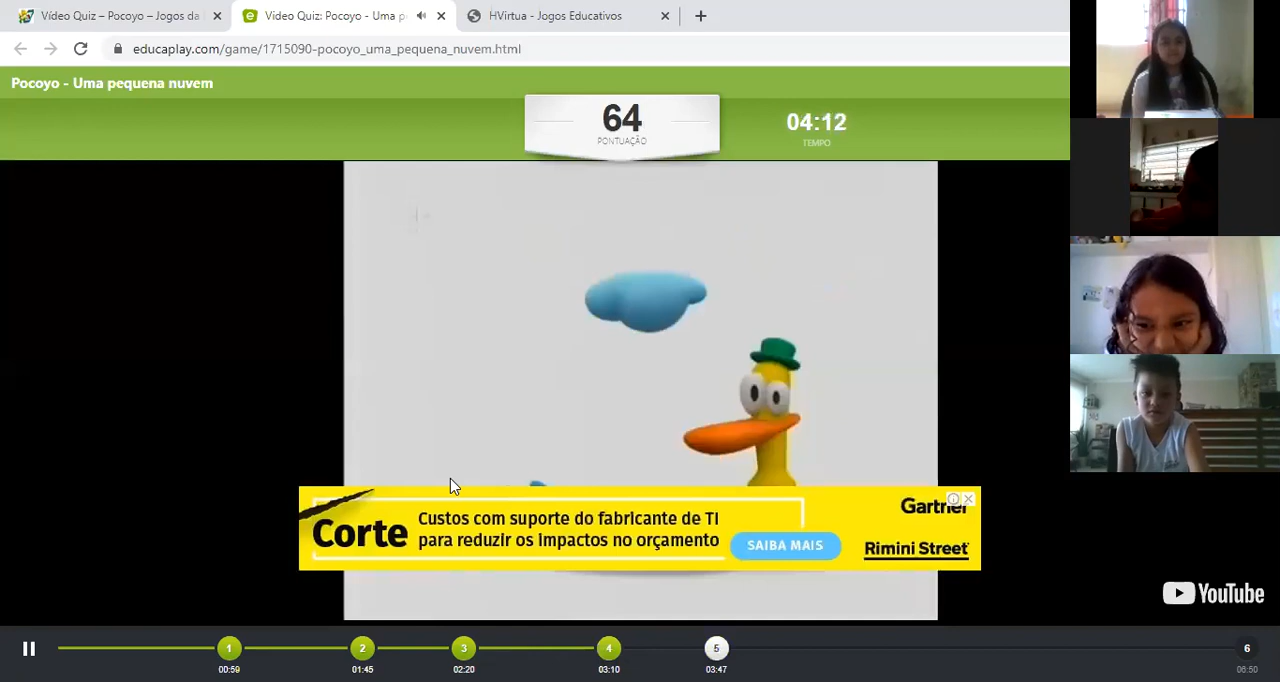 Vídeo Quiz – Pocoyo – Jogos da
Video Quiz: Pocoyo - Uma p
HVirtua - Jogos Educativos
educaplay.com/game/1715090-pocoyo_uma_pequena_nuvem.html
Pocoyo - Uma pequena nuvem
64
PONTUAÇÃO
04:12
TEMPO
Corte
Custos com suporte do fabricante de TI
para reduzir os impactos no orçamento
SAIBA MAIS
Gartner
Rimini Street
YouTube
1
2
3
4
5
6
00:59
01:45
02:20
03:10
03:47
06:50